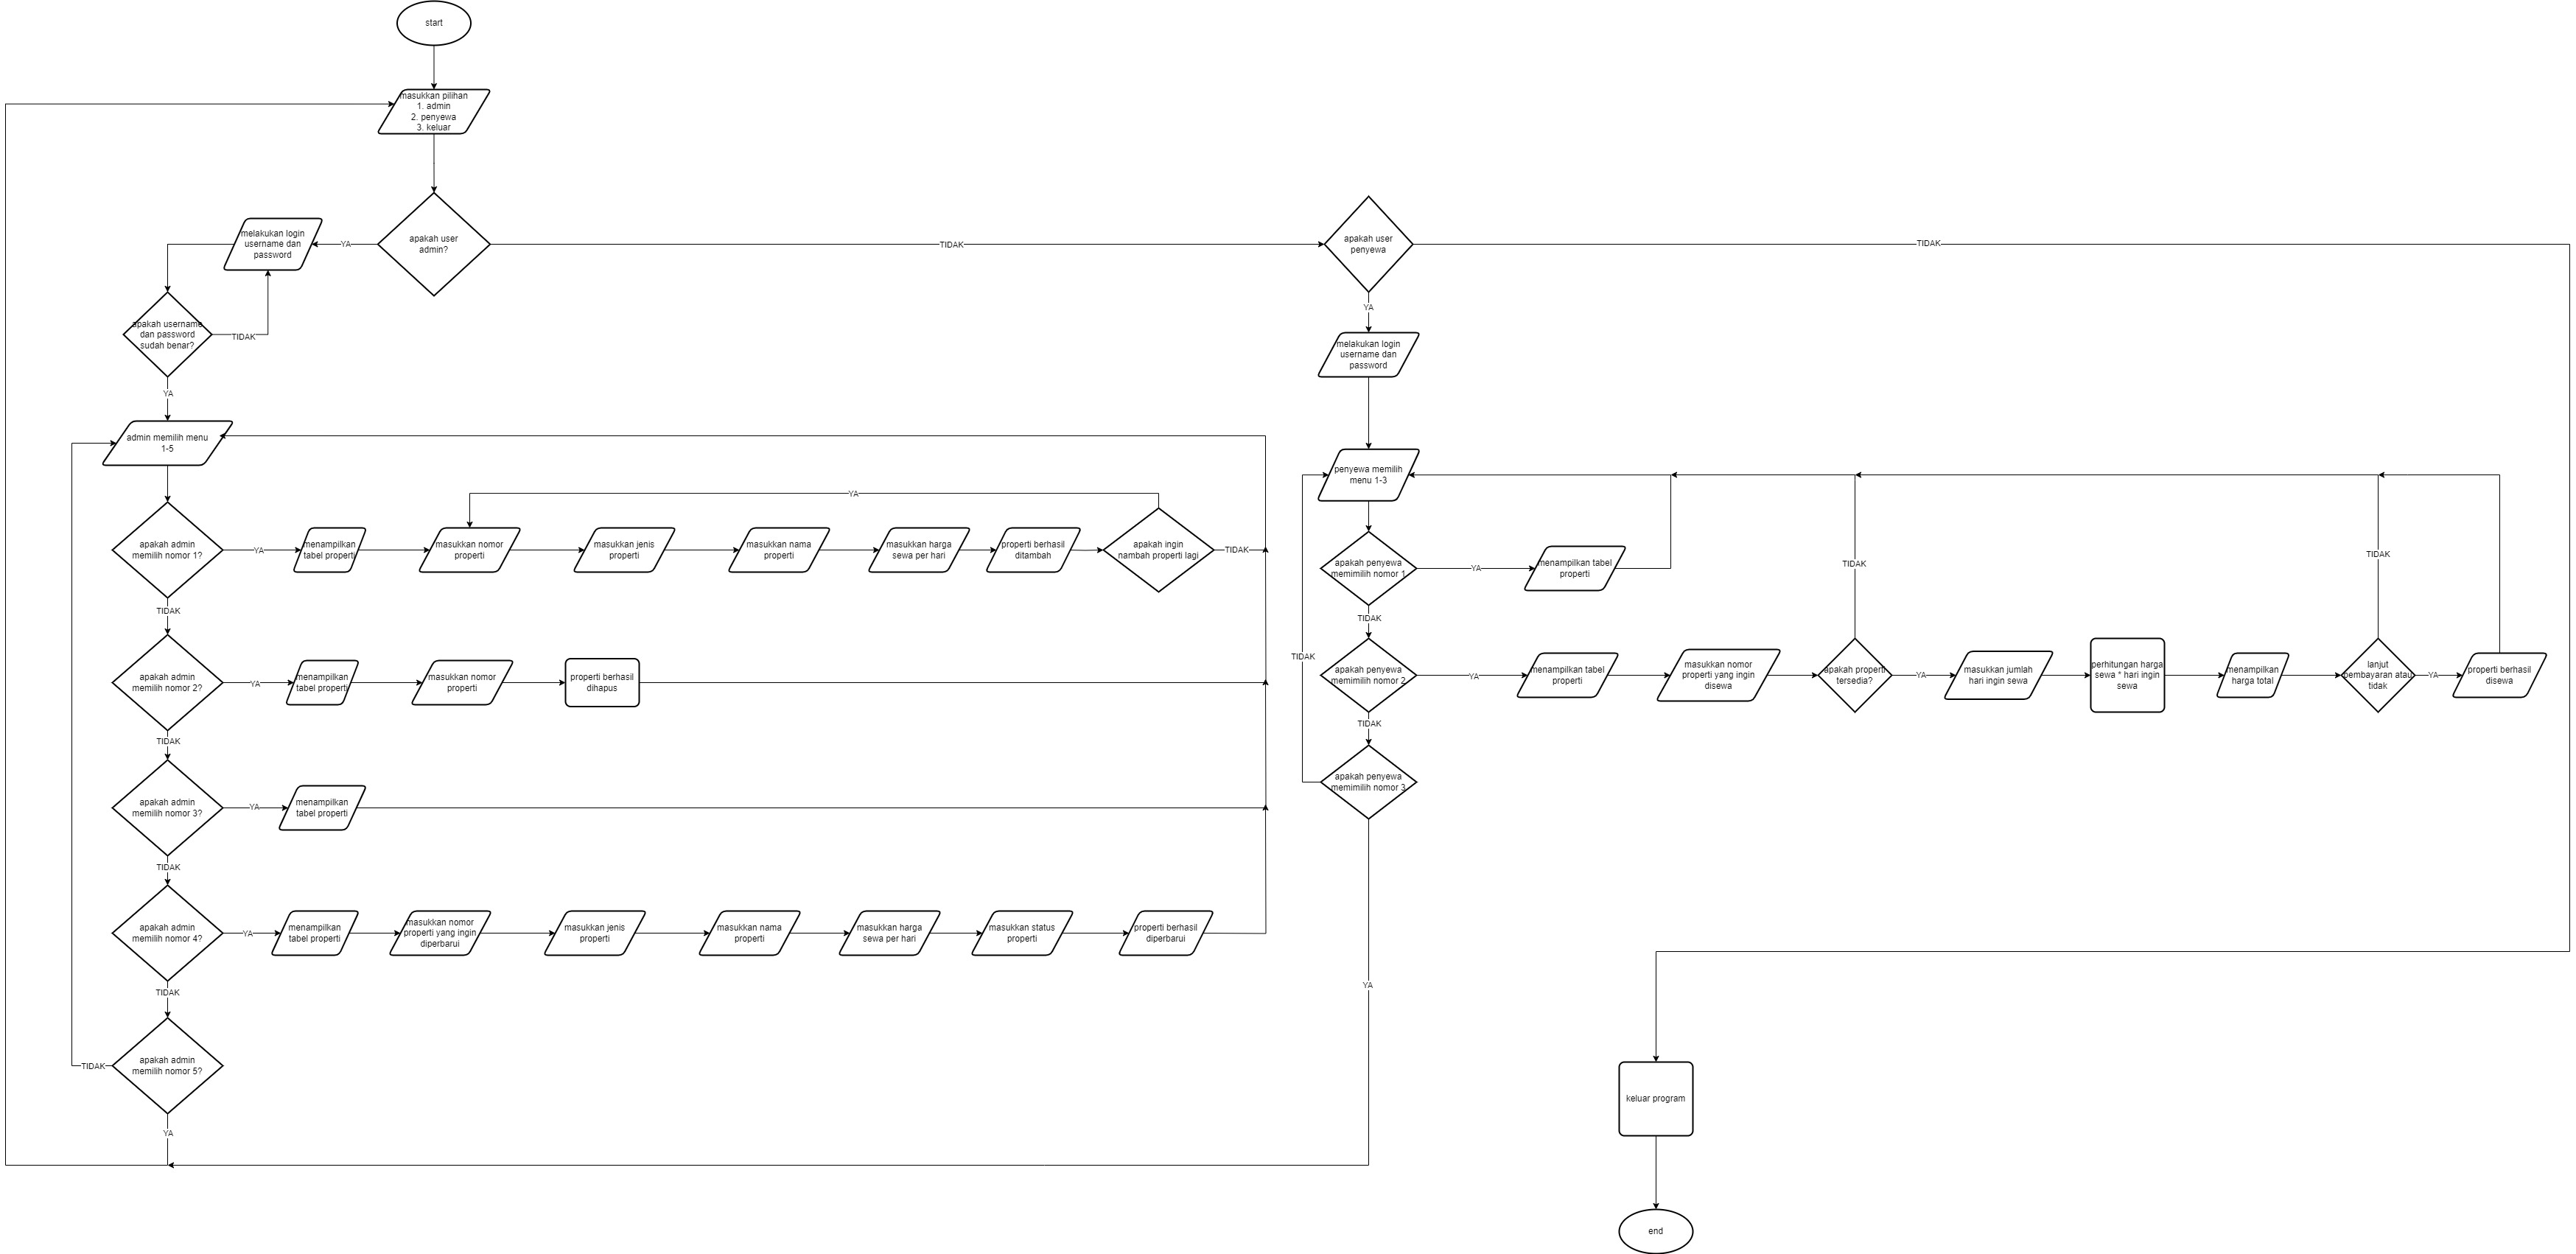 start
masukkan pilihan
1. admin
2. penyewa
3. keluar
apakah user
admin?
YA
melakukan login
username dan
password
apakah username
dan password
sudah benar?
TIDAK
YA
TIDAK
apakah user
penyewa
TIDAK
YA
melakukan login
username dan
password
admin memilih menu
1-5
apakah admin
memilih nomor 1?
YA
menampilkan
tabel properti
masukkan nomor
properti
masukkan jenis
properti
masukkan nama
properti
masukkan harga
sewa per hari
properti berhasil
ditambah
apakah ingin
nambah properti lagi
YA
TIDAK
TIDAK
apakah admin
memilih nomor 2?
YA
menampilkan
tabel properti
masukkan nomor
properti
properti berhasil
dihapus
TIDAK
apakah admin
memilih nomor 3?
YA
menampilkan
tabel properti
TIDAK
apakah admin
memilih nomor 4?
YA
menampilkan
tabel properti
masukkan nomor
properti yang ingin
diperbarui
masukkan jenis
properti
masukkan nama
properti
masukkan harga
sewa per hari
masukkan status
properti
properti berhasil
diperbarui
TIDAK
apakah admin
memilih nomor 5?
TIDAK
YA
penyewa memilih
menu 1-3
apakah penyewa
memimilih nomor 1
YA
menampilkan tabel
properti
TIDAK
apakah penyewa
memimilih nomor 2
YA
menampilkan tabel
properti
masukkan nomor
properti yang ingin
disewa
apakah properti
tersedia?
TIDAK
YA
masukkan jumlah
hari ingin sewa
perhitungan harga
sewa * hari ingin
sewa
menampilkan
harga total
lanjut
pembayaran atau
tidak
TIDAK
YA
properti berhasil
disewa
TIDAK
apakah penyewa
memimilih nomor 3
TIDAK
YA
keluar program
end